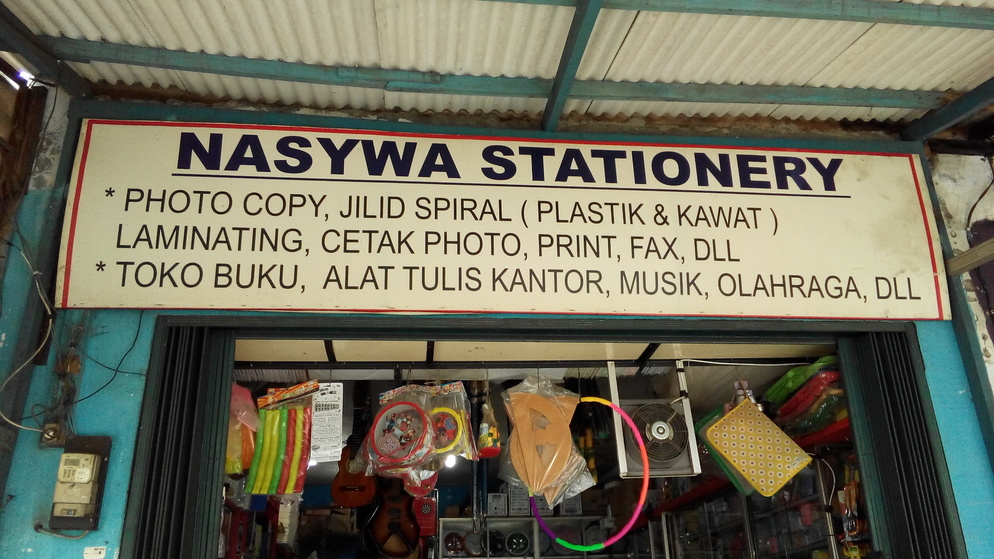 NASYWA STATIONERY
* PHOTO COPY, JILID SPIRAL ( PLASTIK & KAWAT )
LAMINATING, CETAK PHOTO, PRINT, FAX, DLL
* TOKO BUKU, ALAT TULIS KANTOR, MUSIK, OLAHRAGA, DLL